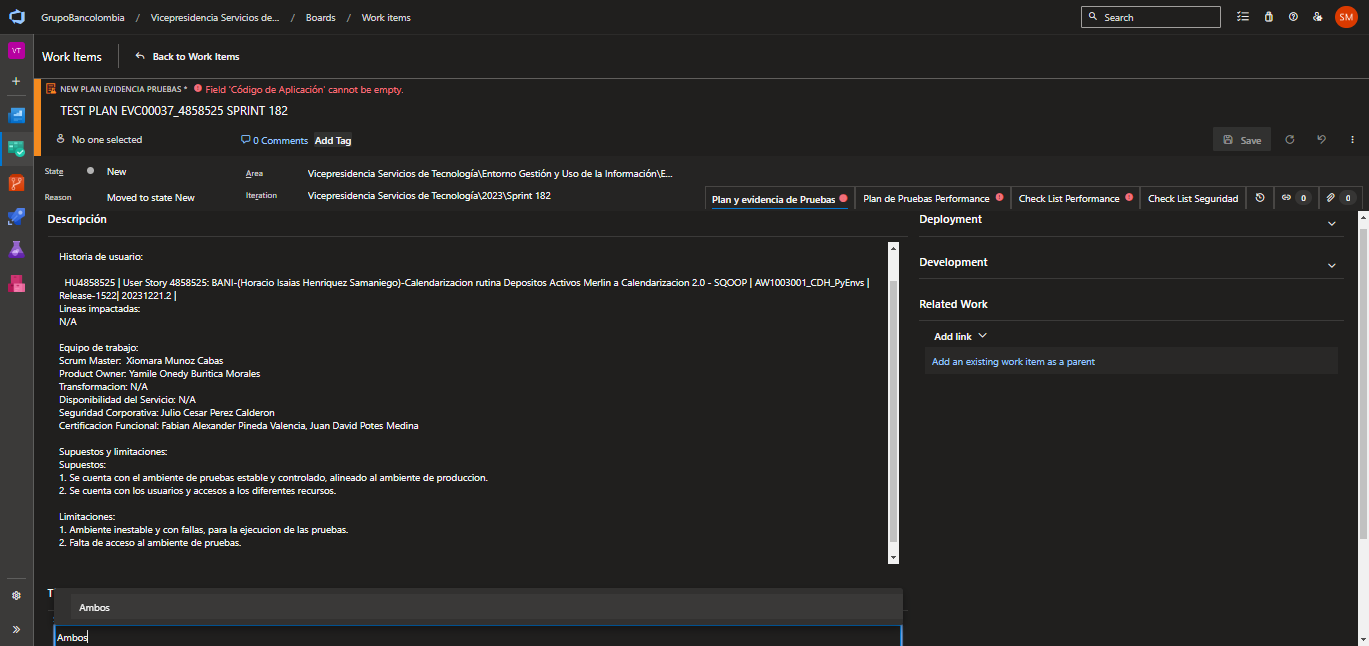 GrupoBancolombia / Vicepresidencia Servicios de... / Boards / Work items
Search
SM
VT
Work Items
Back to Work Items
NEW PLAN EVIDENCIA PRUEBAS * Field 'Código de Aplicación' cannot be empty.
TEST PLAN EVC00037_4858525 SPRINT 182
No one selected
0 Comments
Add Tag
Save
State
New
Area
Vicepresidencia Servicios de Tecnología\Entorno Gestión y Uso de la Información\E...
Reason
Moved to state New
Iteration
Vicepresidencia Servicios de Tecnología\2023\Sprint 182
Plan y evidencia de Pruebas
Plan de Pruebas Performance
Check List Performance
Check List Seguridad
0
0
Descripción
Historia de usuario:
HU4858525 | User Story 4858525: BANI-(Horacio Isaias Henriquez Samaniego)-Calendarizacion rutina Depositos Activos Merlin a Calendarizacion 2.0 - SQOOP | AW1003001_CDH_PyEnvs |
Release-1522| 20231221.2 |
Lineas impactadas:
N/A
Equipo de trabajo:
Scrum Master: Xiomara Munoz Cabas
Product Owner: Yamile Onedy Buritica Morales
Transformacion: N/A
Disponibilidad del Servicio: N/A
Seguridad Corporativa: Julio Cesar Perez Calderon
Certificacion Funcional: Fabian Alexander Pineda Valencia, Juan David Potes Medina
Supuestos y limitaciones:
Supuestos:
1. Se cuenta con el ambiente de pruebas estable y controlado, alineado al ambiente de produccion.
2. Se cuenta con los usuarios y accesos a los diferentes recursos.
Limitaciones:
1. Ambiente inestable y con fallas, para la ejecucion de las pruebas.
2. Falta de acceso al ambiente de pruebas.
T
Ambos
Ambos
Deployment
Development
Related Work
Add link
Add an existing work item as a parent